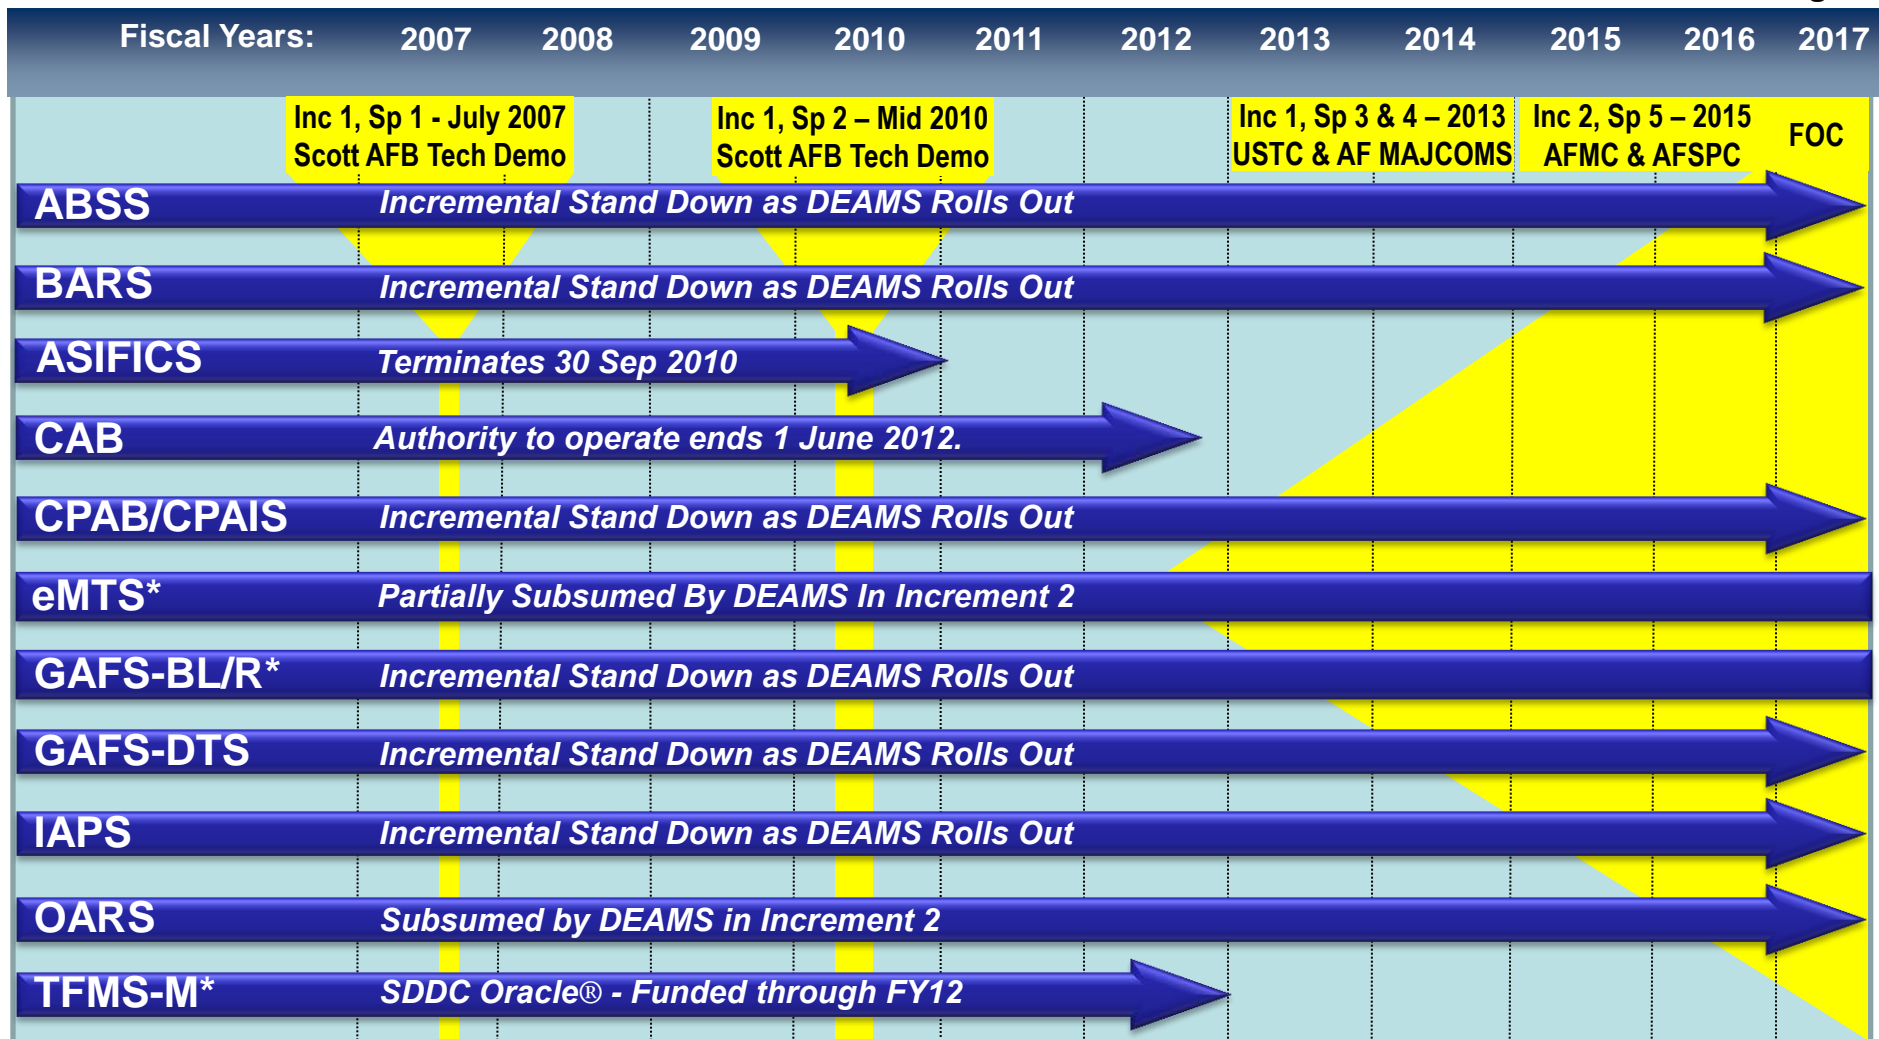 Fiscal Years: 2007 2008 2009 2010 2011 2012 2013 2014 2015 2016 2017
Inc 1, Sp 1 - July 2007
Scott AFB Tech Demo
Inc 1, Sp 2 – Mid 2010
Scott AFB Tech Demo
Inc 1, Sp 3 & 4 – 2013
USTC & AF MAJCOMS
Inc 2, Sp 5 – 2015
AFMC & AFSPC
FOC
ABSS Incremental Stand Down as DEAMS Rolls Out
BARS Incremental Stand Down as DEAMS Rolls Out
ASIFICS Terminates 30 Sep 2010
CAB Authority to operate ends 1 June 2012.
CPAB/CPAIS Incremental Stand Down as DEAMS Rolls Out
eMTS* Partially Subsumed By DEAMS In Increment 2
GAFS-BL/R* Incremental Stand Down as DEAMS Rolls Out
GAFS-DTS Incremental Stand Down as DEAMS Rolls Out
IAPS Incremental Stand Down as DEAMS Rolls Out
OARS Subsumed by DEAMS in Increment 2
TFMS-M* SDDC Oracle® - Funded through FY12